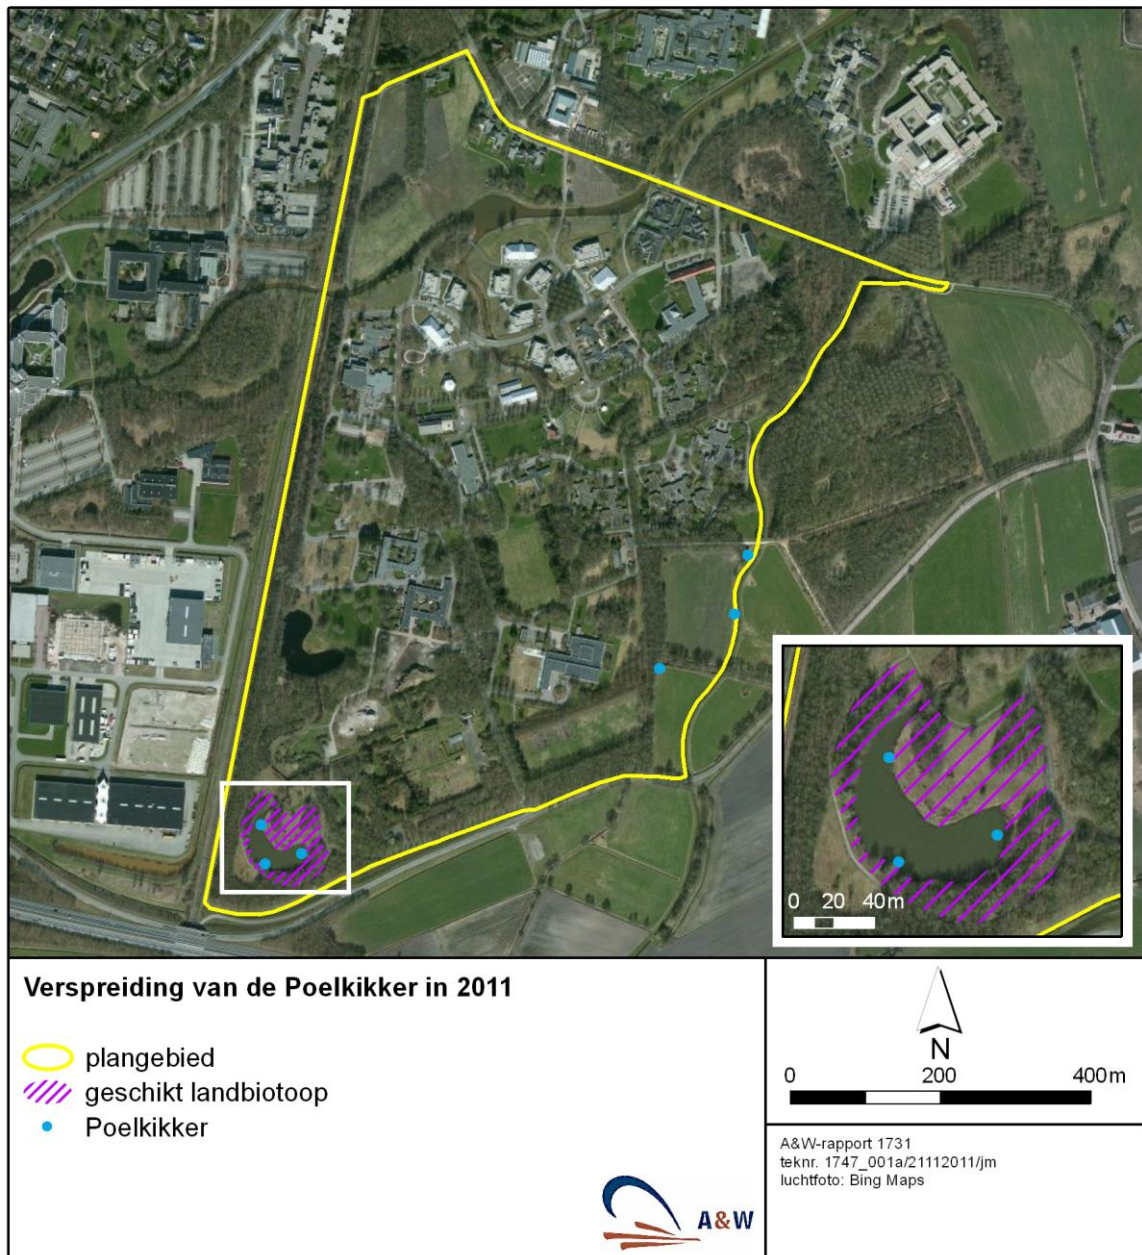 0 20 40m
Verspreiding van de Poelkikker in 2011
plangebied
geschikt landbiotoop
Poelkikker
A&W
N
0 200 400m
A&W-rapport 1731
teknr. 1747_001a/21112011/jm
luchtfoto: Bing Maps